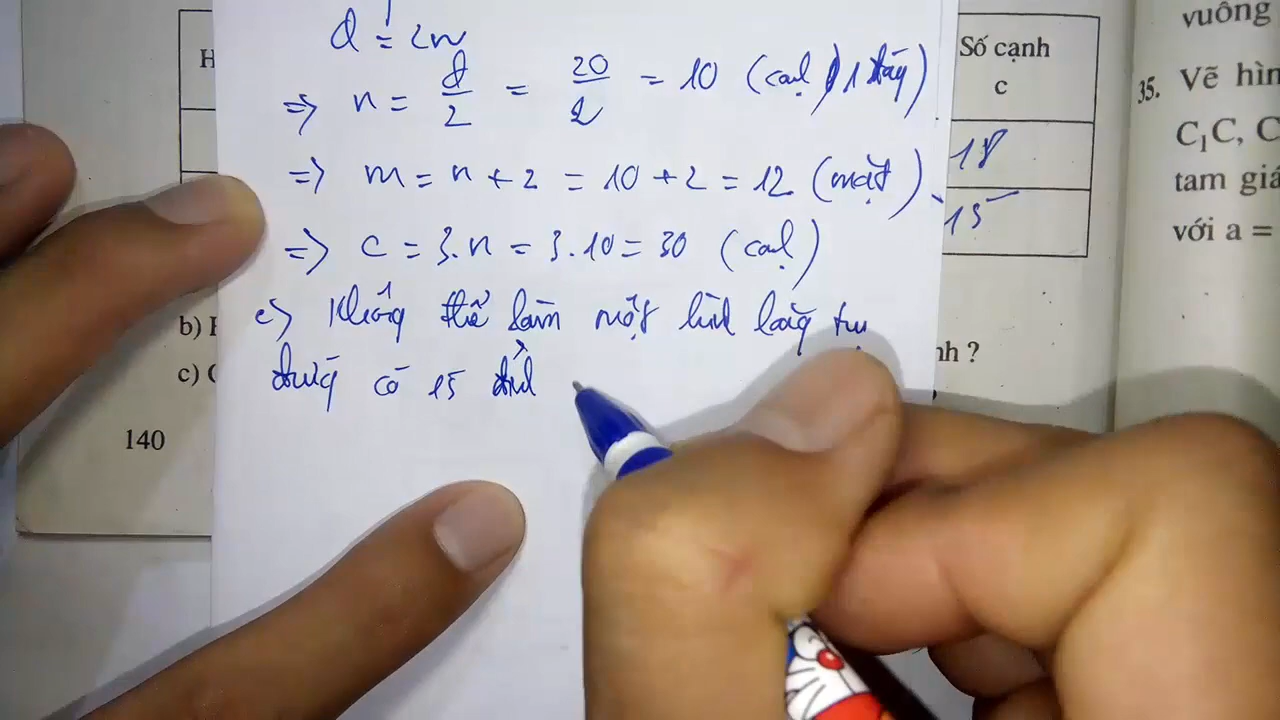 đ = 2n
=> n = đ/2 = 20/2 = 10 (cạnh 1 đáy)
=> m = n + 2 = 10 + 2 = 12 (mặt)
=> c = 3.n = 3.10 = 30 (cạnh)
c) Không thể làm một hình lăng trụ
đứng có 15 đỉnh
H
Số cạnh
c
18
15
b)
c)
nh ?
140
vuông
35. Vẽ hìn
C₁C, C
tam giá
với a =